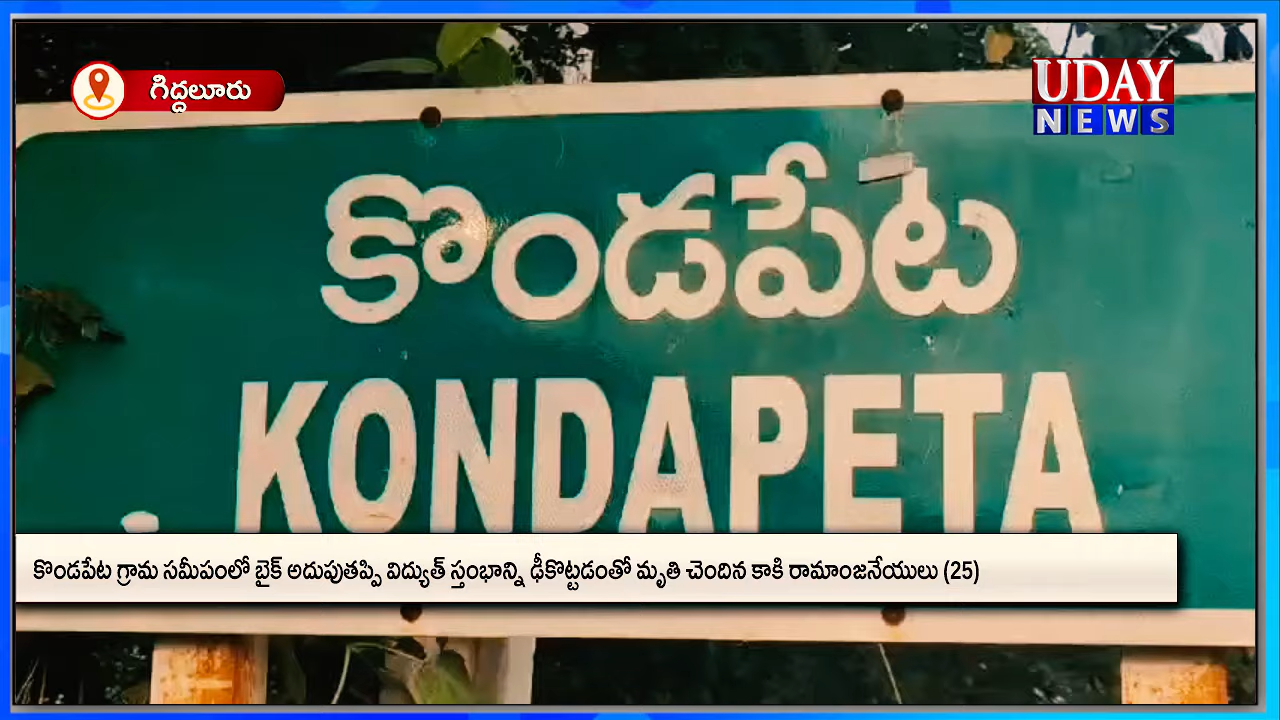 గిద్దలూరు
UDAY
NEWS
కొండపేట
KONDAPETA
కొండపేట గ్రామ సమీపంలో బైక్ అదుపుతప్పి విద్యుత్ స్తంభాన్ని ఢీకొట్టడంతో మృతి చెందిన కాకి రామాంజనేయులు (25)